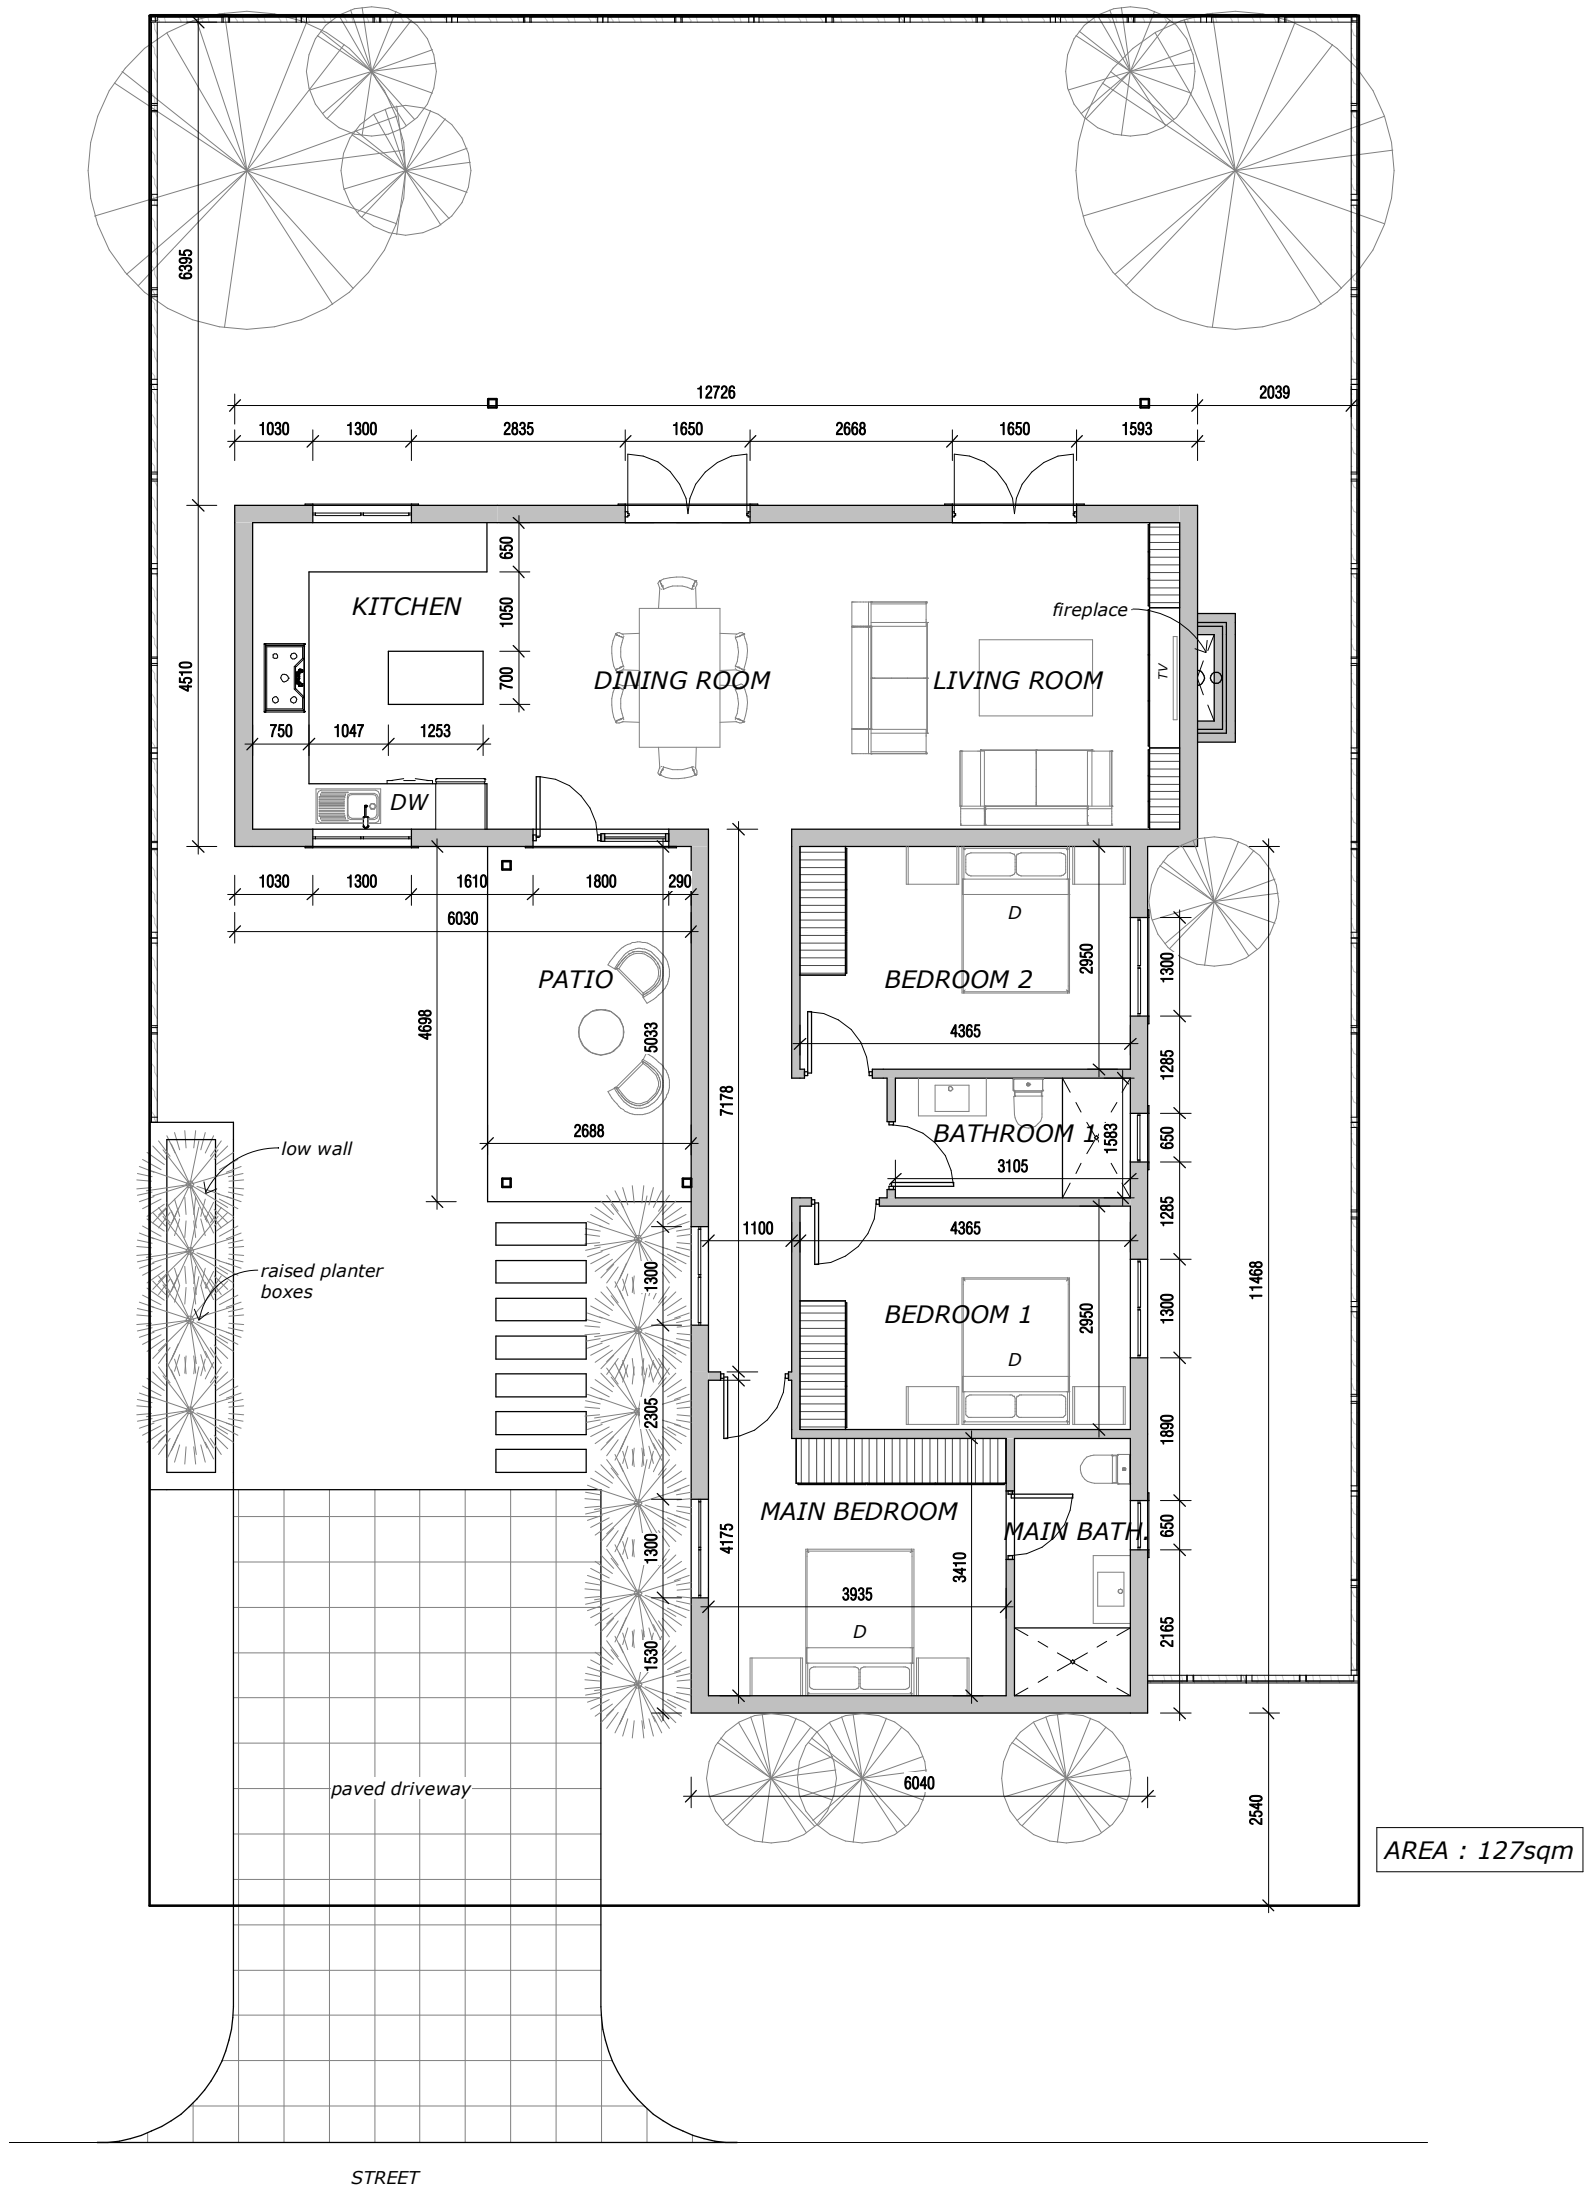 6395
12726
2039
1030
1300
2835
1650
2668
1650
1593
4510
650
1050
700
KITCHEN
DINING ROOM
LIVING ROOM
fireplace
TV
750
1047
1253
DW
1030
1300
1610
1800
290
6030
PATIO
4698
5033
2688
7178
D
BEDROOM 2
2950
4365
1300
1285
BATHROOM 1
1583
3105
650
1285
low wall
raised planter
boxes
1300
1100
4365
BEDROOM 1
D
2950
1300
11468
2305
1890
MAIN BEDROOM
MAIN BATH.
650
1300
4175
3410
3935
D
1530
2165
paved driveway
6040
2540
AREA : 127sqm
STREET